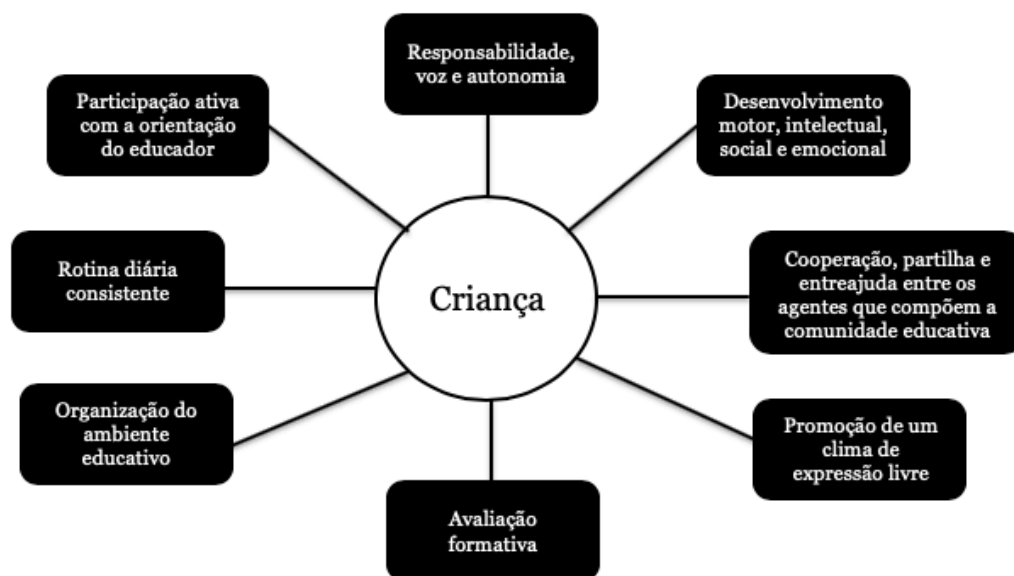 Responsabilidade,
voz e autonomia
Participação ativa
com a orientação
do educador
Desenvolvimento
motor, intelectual,
social e emocional
Rotina diária
consistente
Criança
Cooperação, partilha e
entreajuda entre os
agentes que compõem a
comunidade educativa
Organização do
ambiente
educativo
Promoção de um
clima de
expressão livre
Avaliação
formativa